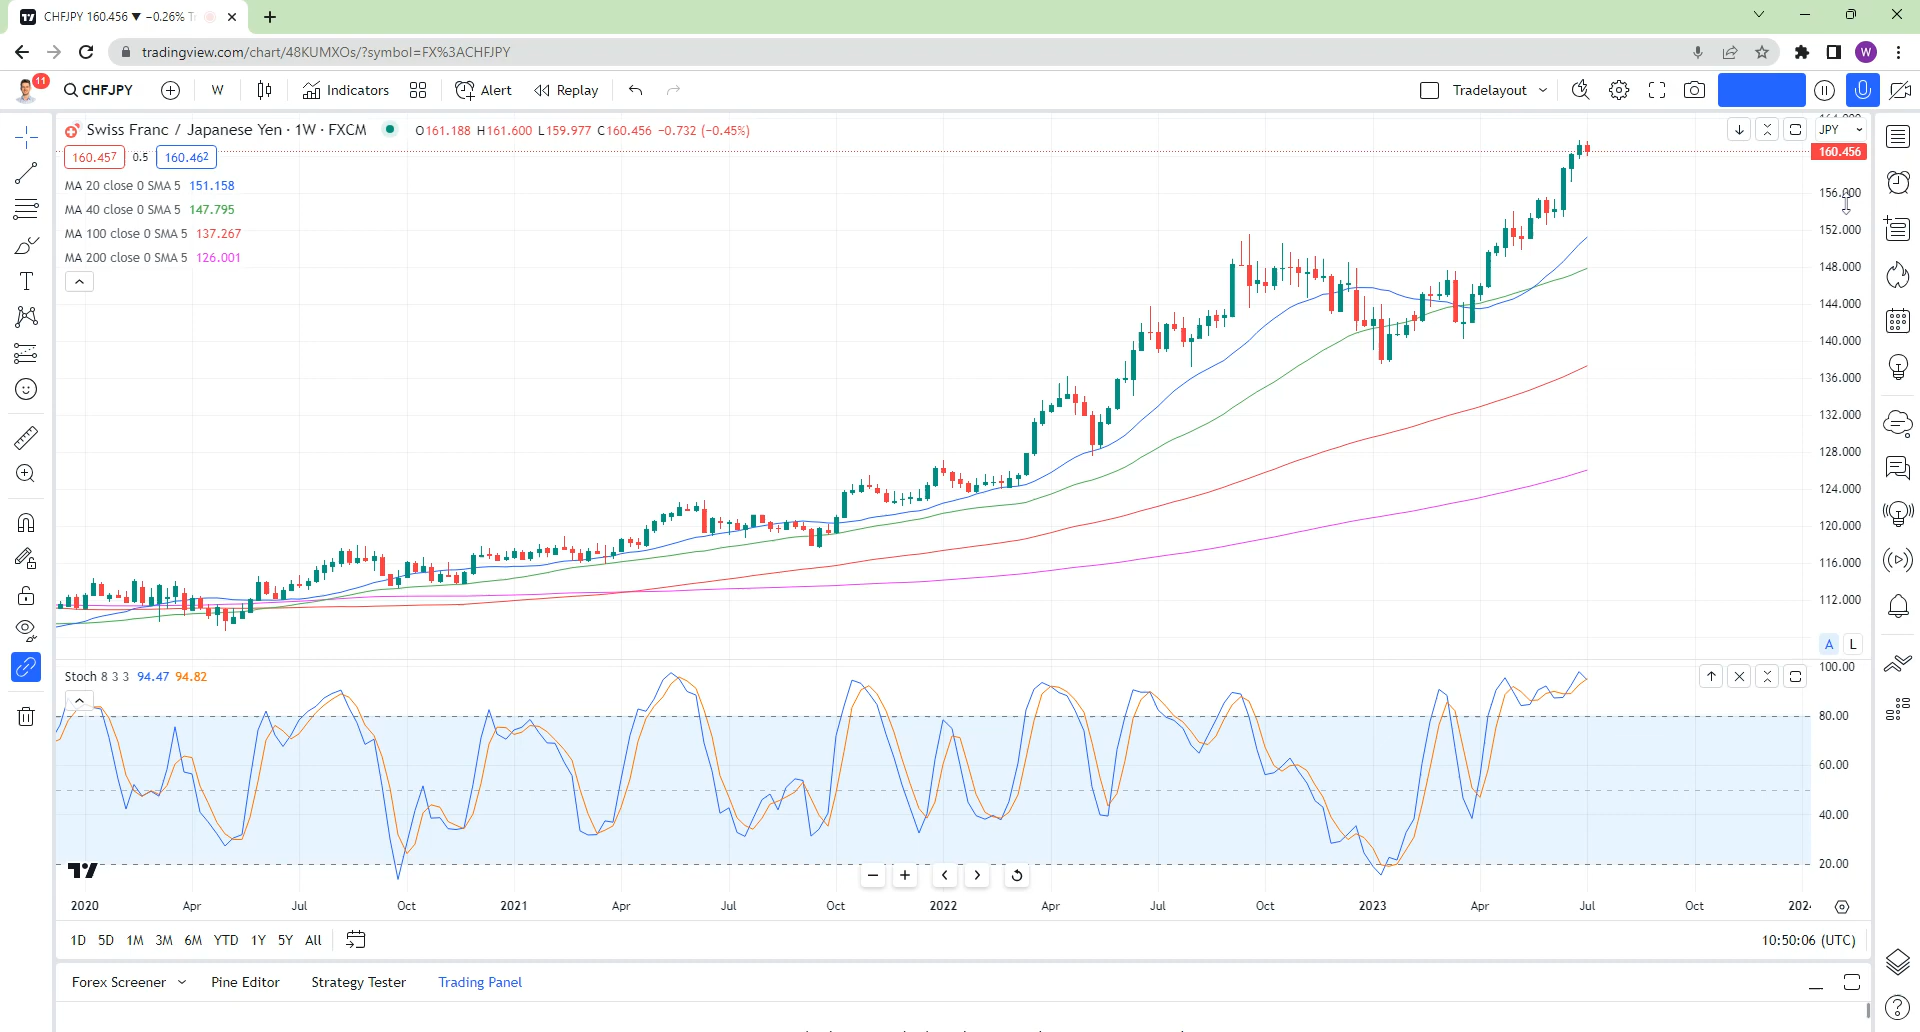 CHFJPY 160.456 ▼ −0.26%
tradingview.com/chart/48KUMXOs/?symbol=FX%3ACHFJPY
W
11
CHFJPY
W
Indicators
Alert
Replay
Tradelayout
Swiss Franc / Japanese Yen · 1W · FXCM
O161.188 H161.600 L159.977 C160.456 −0.732 (−0.45%)
JPY
160.457
0.5
160.462
160.456
MA 20 close 0 SMA 5 151.158
MA 40 close 0 SMA 5 147.795
MA 100 close 0 SMA 5 137.267
MA 200 close 0 SMA 5 126.001
156.000
152.000
148.000
144.000
140.000
136.000
132.000
128.000
124.000
120.000
116.000
112.000
A L
Stoch 8 3 3 94.47 94.82
100.00
80.00
60.00
40.00
20.00
2020 Apr Jul Oct 2021 Apr Jul Oct 2022 Apr Jul Oct 2023 Apr Jul Oct
1D 5D 1M 3M 6M YTD 1Y 5Y All
10:50:06 (UTC)
Forex Screener Pine Editor Strategy Tester Trading Panel